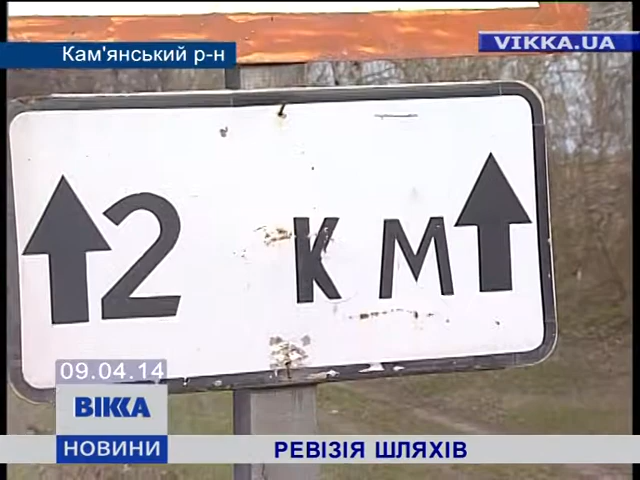 Кам'янський р-н
VIKKA.UA
2 КМ
09.04.14
ВІККА
НОВИНИ
РЕВІЗІЯ ШЛЯХІВ